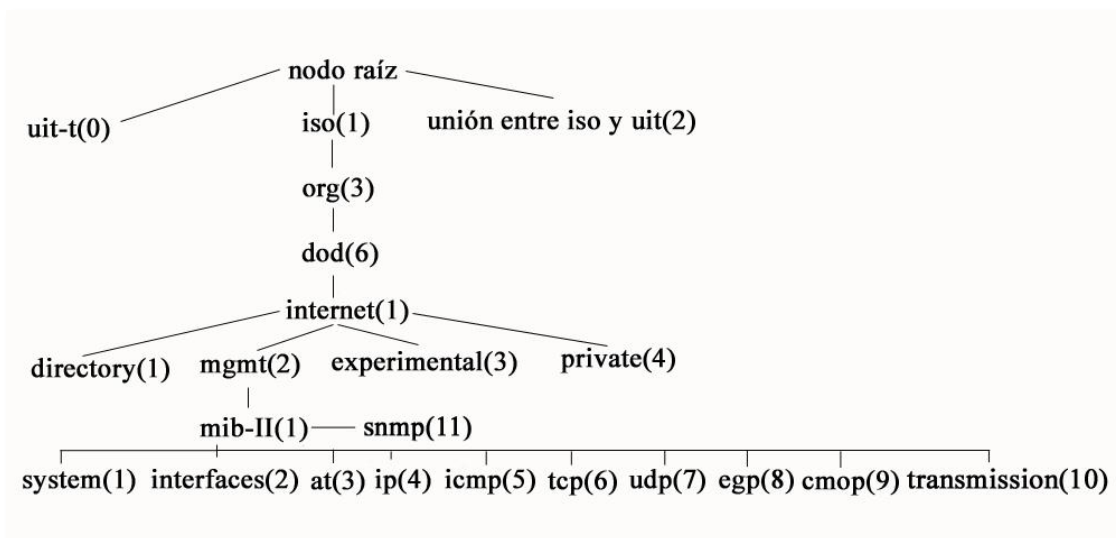 nodo raíz
uit-t(0) iso(1) unión entre iso y uit(2)
org(3)
dod(6)
internet(1)
directory(1) mgmt(2) experimental(3) private(4)
mib-II(1) snmp(11)
system(1) interfaces(2) at(3) ip(4) icmp(5) tcp(6) udp(7) egp(8) cmop(9) transmission(10)